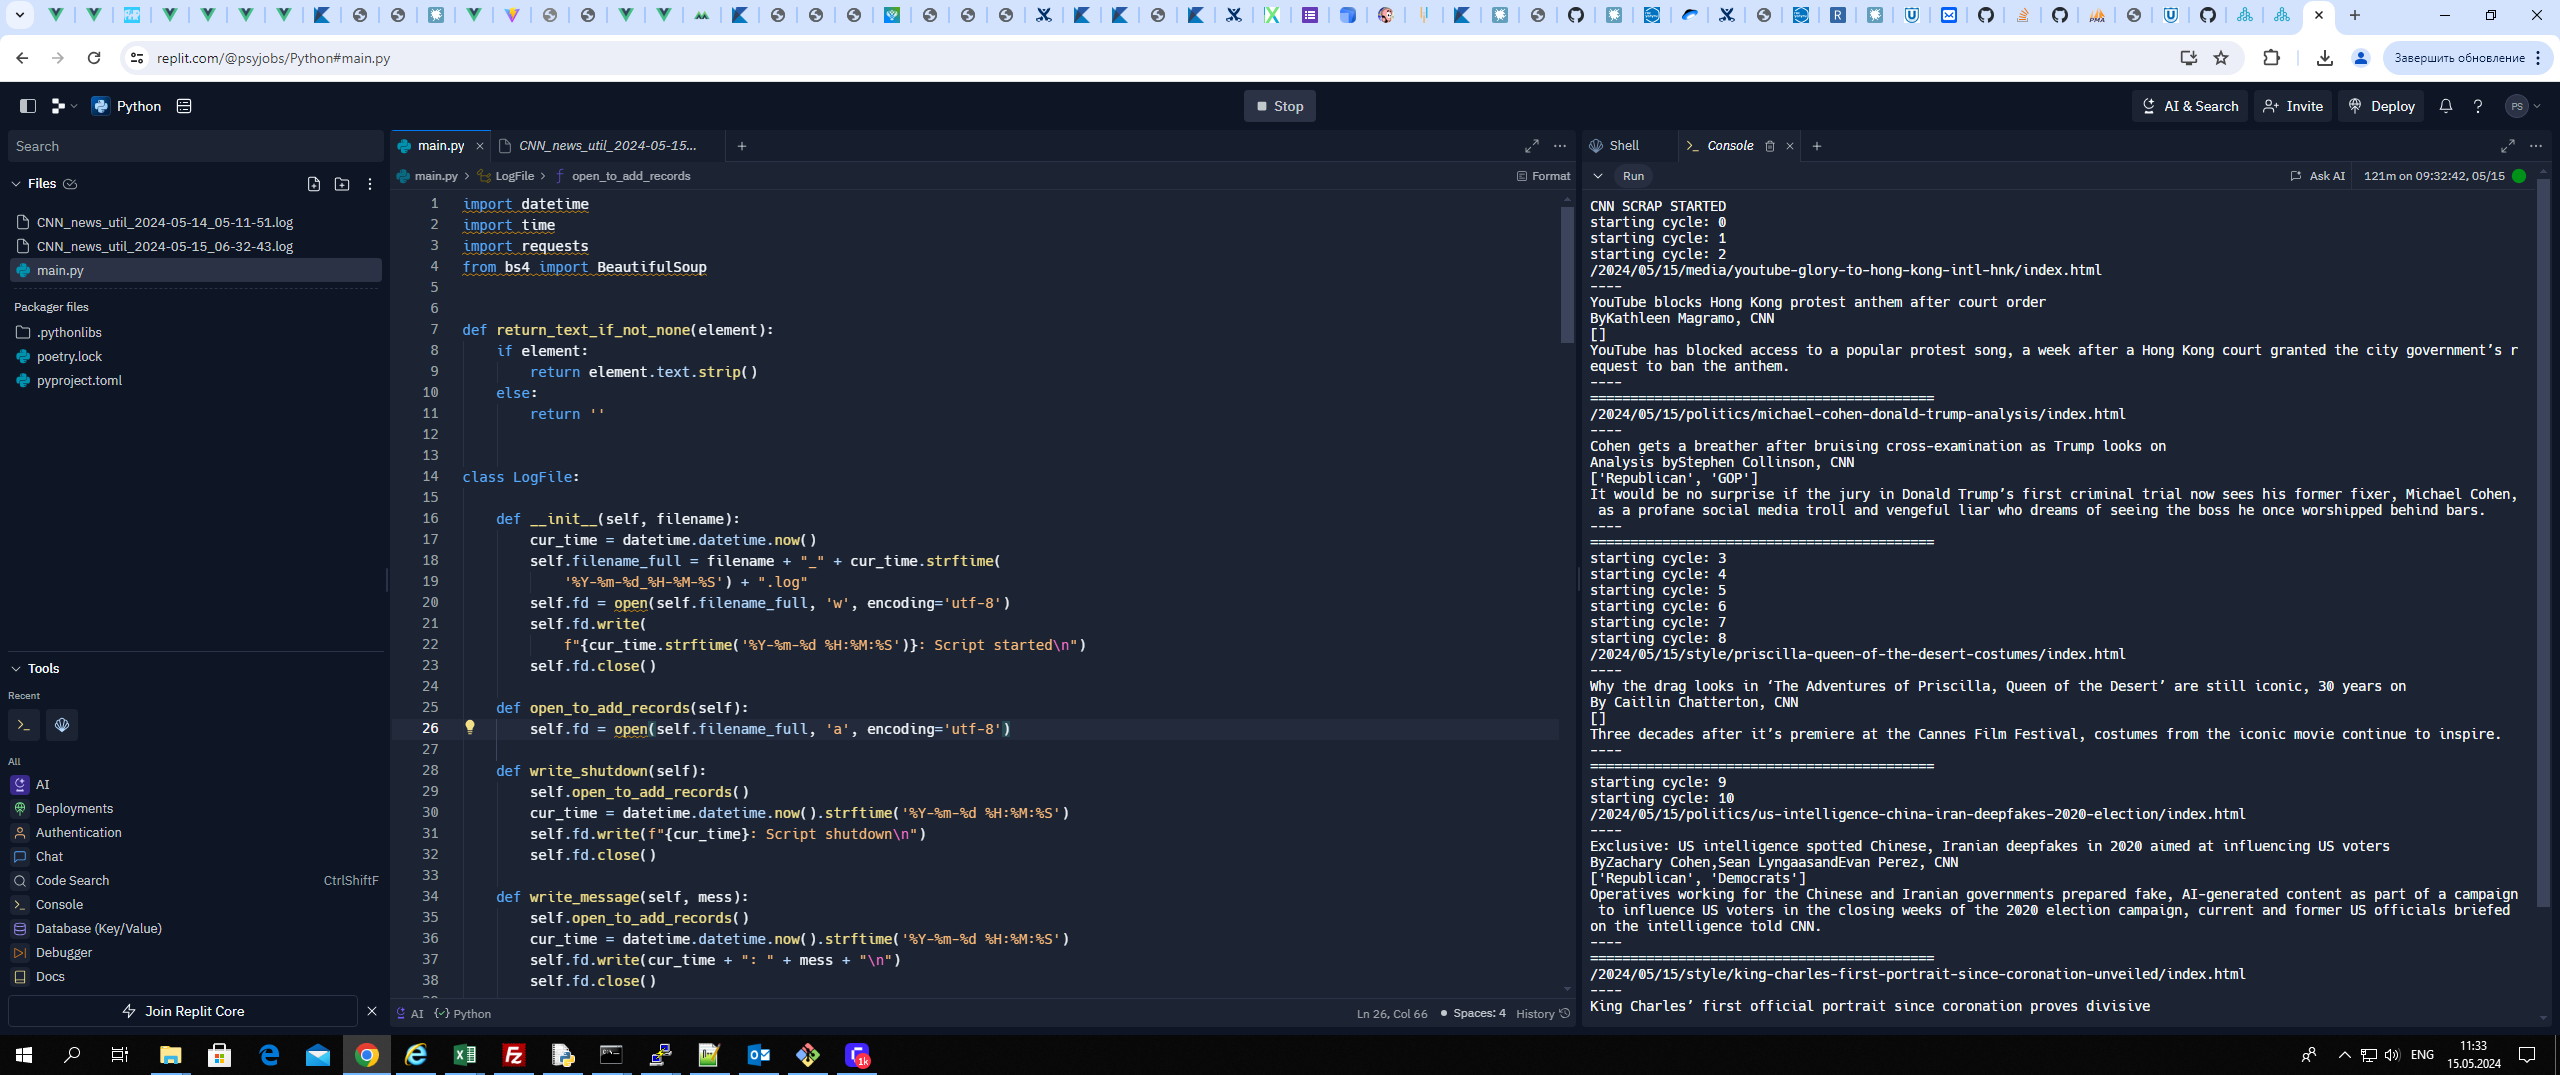 replit.com/@psyjobs/Python#main.py
Завершить обновление
Python
Stop
AI & Search
Invite
Deploy
PS
Search
Files
CNN_news_util_2024-05-14_05-11-51.log
CNN_news_util_2024-05-15_06-32-43.log
main.py
Packager files
.pythonlibs
poetry.lock
pyproject.toml
Tools
Recent
All
AI
Deployments
Authentication
Chat
Code Search CtrlShiftF
Console
Database (Key/Value)
Debugger
Docs
Join Replit Core
main.py
CNN_news_util_2024-05-15...
main.py > LogFile > f open_to_add_records
Format
1 import datetime
2 import time
3 import requests
4 from bs4 import BeautifulSoup
5
6
7 def return_text_if_not_none(element):
8 if element:
9 return element.text.strip()
10 else:
11 return ''
12
13
14 class LogFile:
15
16 def __init__(self, filename):
17 cur_time = datetime.datetime.now()
18 self.filename_full = filename + "_" + cur_time.strftime(
19 '%Y-%m-%d_%H-%M-%S') + ".log"
20 self.fd = open(self.filename_full, 'w', encoding='utf-8')
21 self.fd.write(
22 f"{cur_time.strftime('%Y-%m-%d %H:%M:%S')}: Script started\n")
23 self.fd.close()
24
25 def open_to_add_records(self):
26 self.fd = open(self.filename_full, 'a', encoding='utf-8')
27
28 def write_shutdown(self):
29 self.open_to_add_records()
30 cur_time = datetime.datetime.now().strftime('%Y-%m-%d %H:%M:%S')
31 self.fd.write(f"{cur_time}: Script shutdown\n")
32 self.fd.close()
33
34 def write_message(self, mess):
35 self.open_to_add_records()
36 cur_time = datetime.datetime.now().strftime('%Y-%m-%d %H:%M:%S')
37 self.fd.write(cur_time + ": " + mess + "\n")
38 self.fd.close()
AI
Python
Ln 26, Col 66
Spaces: 4
History
Shell
Console
Run
Ask AI
121m on 09:32:42, 05/15
CNN SCRAP STARTED
starting cycle: 0
starting cycle: 1
starting cycle: 2
/2024/05/15/media/youtube-glory-to-hong-kong-intl-hnk/index.html
----
YouTube blocks Hong Kong protest anthem after court order
ByKathleen Magramo, CNN
[]
YouTube has blocked access to a popular protest song, a week after a Hong Kong court granted the city government’s r
equest to ban the anthem.
----
===========================================
/2024/05/15/politics/michael-cohen-donald-trump-analysis/index.html
----
Cohen gets a breather after bruising cross-examination as Trump looks on
Analysis byStephen Collinson, CNN
['Republican', 'GOP']
It would be no surprise if the jury in Donald Trump’s first criminal trial now sees his former fixer, Michael Cohen,
as a profane social media troll and vengeful liar who dreams of seeing the boss he once worshipped behind bars.
----
===========================================
starting cycle: 3
starting cycle: 4
starting cycle: 5
starting cycle: 6
starting cycle: 7
starting cycle: 8
/2024/05/15/style/priscilla-queen-of-the-desert-costumes/index.html
----
Why the drag looks in ‘The Adventures of Priscilla, Queen of the Desert’ are still iconic, 30 years on
By Caitlin Chatterton, CNN
[]
Three decades after it’s premiere at the Cannes Film Festival, costumes from the iconic movie continue to inspire.
----
===========================================
starting cycle: 9
starting cycle: 10
/2024/05/15/politics/us-intelligence-china-iran-deepfakes-2020-election/index.html
----
Exclusive: US intelligence spotted Chinese, Iranian deepfakes in 2020 aimed at influencing US voters
ByZachary Cohen,Sean LyngaasandEvan Perez, CNN
['Republican', 'Democrats']
Operatives working for the Chinese and Iranian governments prepared fake, AI-generated content as part of a campaign
to influence US voters in the closing weeks of the 2020 election campaign, current and former US officials briefed
on the intelligence told CNN.
----
===========================================
/2024/05/15/style/king-charles-first-portrait-since-coronation-unveiled/index.html
----
King Charles’ first official portrait since coronation proves divisive
ENG
11:33
15.05.2024